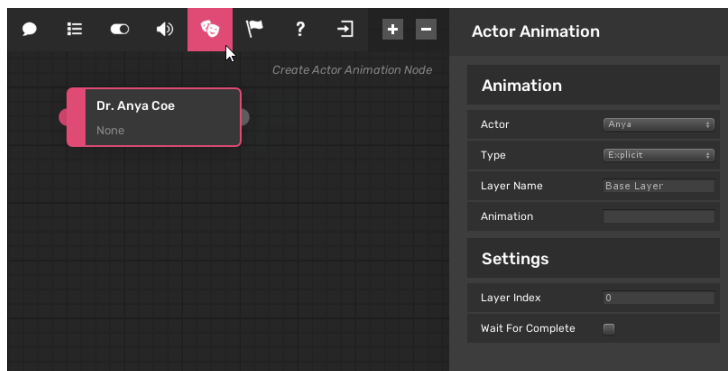 Actor Animation
Create Actor Animation Node
Dr. Anya Coe
None
Animation
Actor Anya
Type Explicit
Layer Name Base Layer
Animation
Settings
Layer Index 0
Wait For Complete